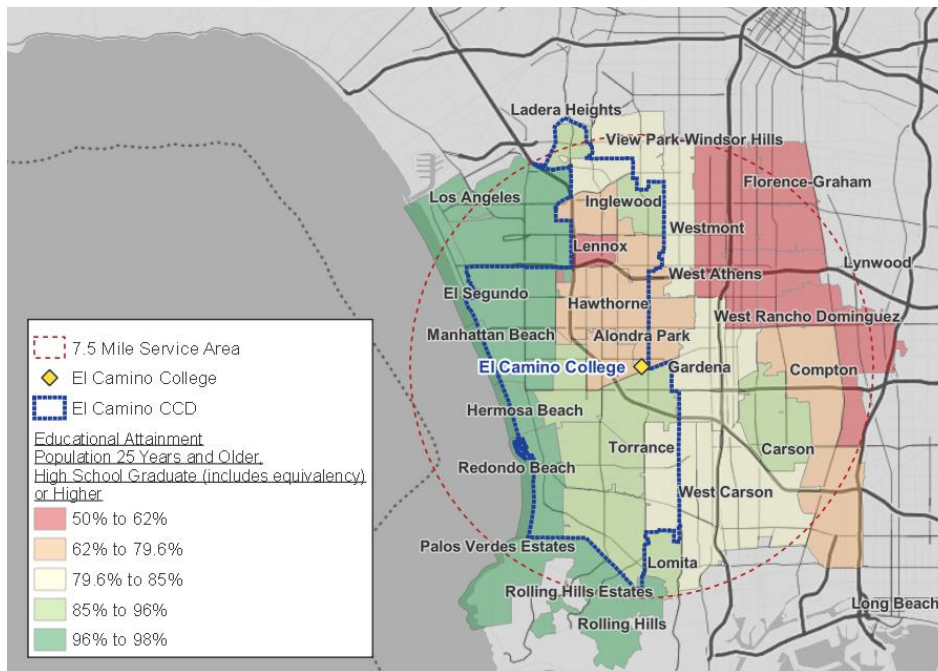 Ladera Heights
View Park-Windsor Hills
Florence-Graham
Los Angeles
Inglewood
Westmont
Lennox
Lynwood
West Athens
El Segundo
Hawthorne
West Rancho Dominguez
Manhattan Beach
Alondra Park
El Camino College
Gardena
Compton
Hermosa Beach
Torrance
Carson
Redondo Beach
West Carson
Palos Verdes Estates
Lomita
Rolling Hills Estates
Long Beach
Rolling Hills
7.5 Mile Service Area
El Camino College
El Camino CCD
Educational Attainment
Population 25 Years and Older,
High School Graduate (includes equivalency)
or Higher
50% to 62%
62% to 79.6%
79.6% to 85%
85% to 96%
96% to 98%